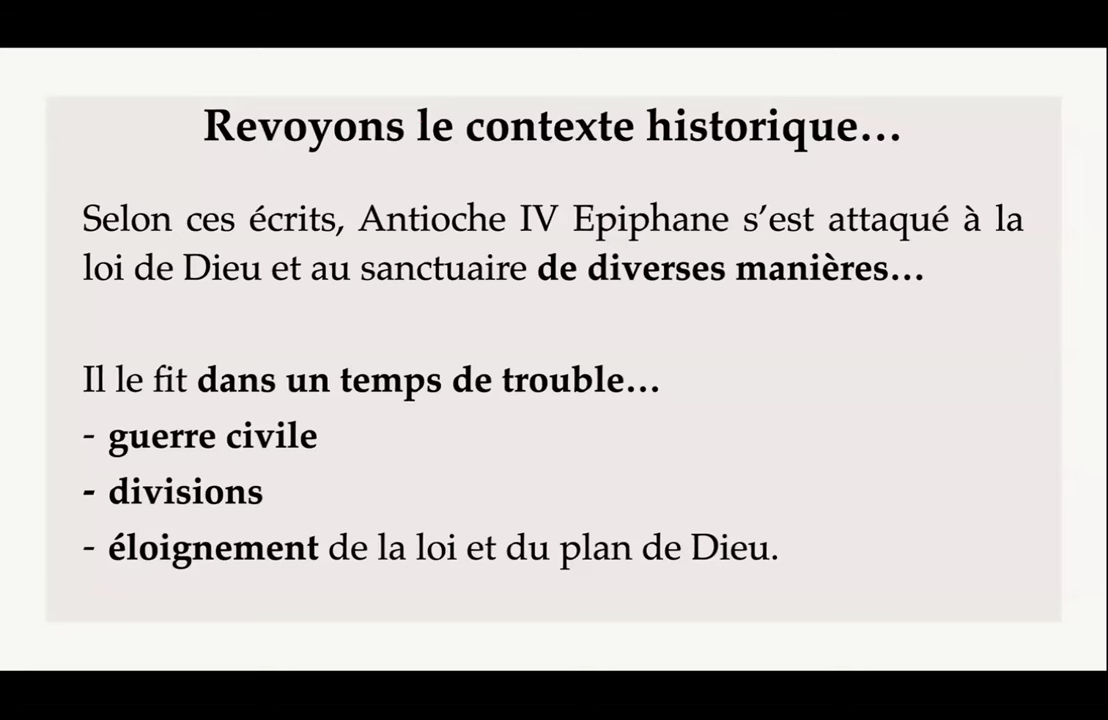 Revoyons le contexte historique…
Selon ces écrits, Antioche IV Epiphane s’est attaqué à la
loi de Dieu et au sanctuaire de diverses manières…
Il le fit dans un temps de trouble…
- guerre civile
- divisions
- éloignement de la loi et du plan de Dieu.